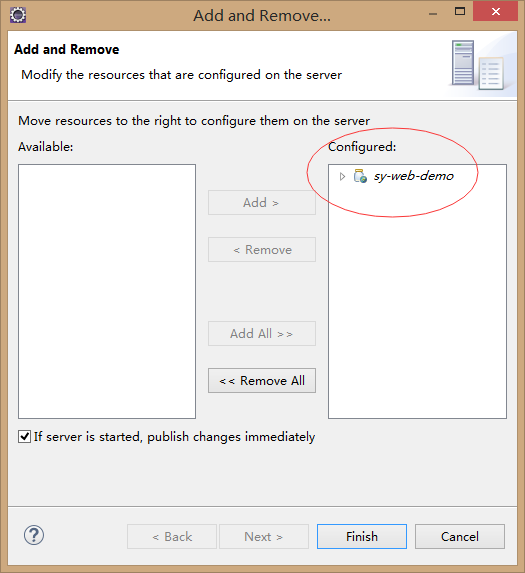 Add and Remove...
Add and Remove
Modify the resources that are configured on the server
Move resources to the right to configure them on the server
Available:
Configured:
sy-web-demo
Add >
< Remove
Add All >>
<< Remove All
If server is started, publish changes immediately
?
< Back
Next >
Finish
Cancel